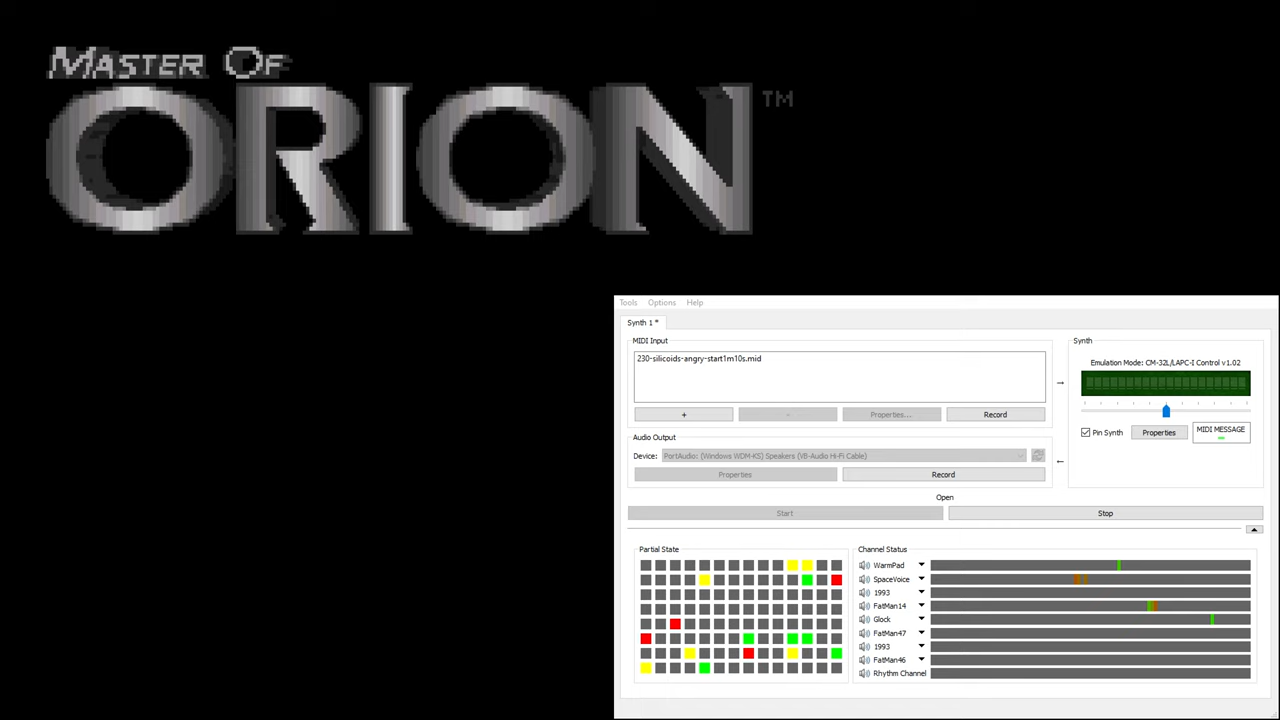 MASTER OF
ORION™
Tools Options Help
Synth 1 *
MIDI Input
230-silicoids-angry-start1m10s.mid
+ - Properties... Record
Audio Output
Device: PortAudio: (Windows WDM-KS) Speakers (VB-Audio Hi-Fi Cable)
Properties Record
Synth
Emulation Mode: CM-32L/LAPC-I Control v1.02
Pin Synth Properties MIDI MESSAGE
Open
Start Stop
Partial State
Channel Status
WarmPad
SpaceVoice
1993
FatMan14
Glock
FatMan47
1993
FatMan46
Rhythm Channel